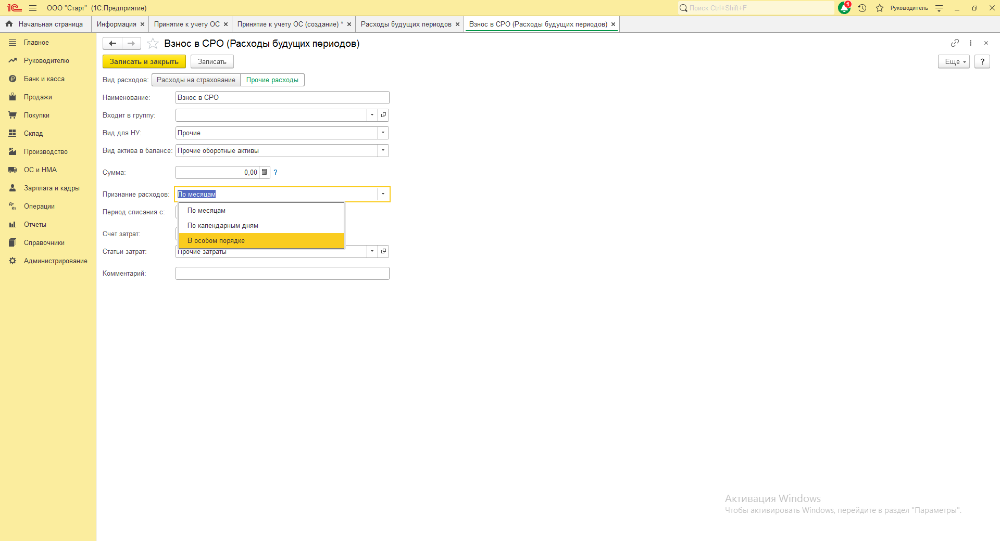 1С ООО "Старт" (1С:Предприятие) Поиск Ctrl+Shift+F 1 Руководитель
Начальная страница Информация Принятие к учету ОС Принятие к учету ОС (создание) * Расходы будущих периодов Взнос в СРО (Расходы будущих периодов)
Главное
Руководителю
Банк и касса
Продажи
Покупки
Склад
Производство
ОС и НМА
Зарплата и кадры
Операции
Отчеты
Справочники
Администрирование
Взнос в СРО (Расходы будущих периодов)
Записать и закрыть Записать Еще ?
Вид расходов: Расходы на страхование Прочие расходы
Наименование: Взнос в СРО
Входит в группу:
Вид для НУ: Прочие
Вид актива в балансе: Прочие оборотные активы
Сумма: 0,00 ?
Признание расходов: По месяцам
По месяцам
Период списания с:
По календарным дням
Счет затрат:
В особом порядке
Статьи затрат: Прочие затраты
Комментарий:
Активация Windows
Чтобы активировать Windows, перейдите в раздел "Параметры".